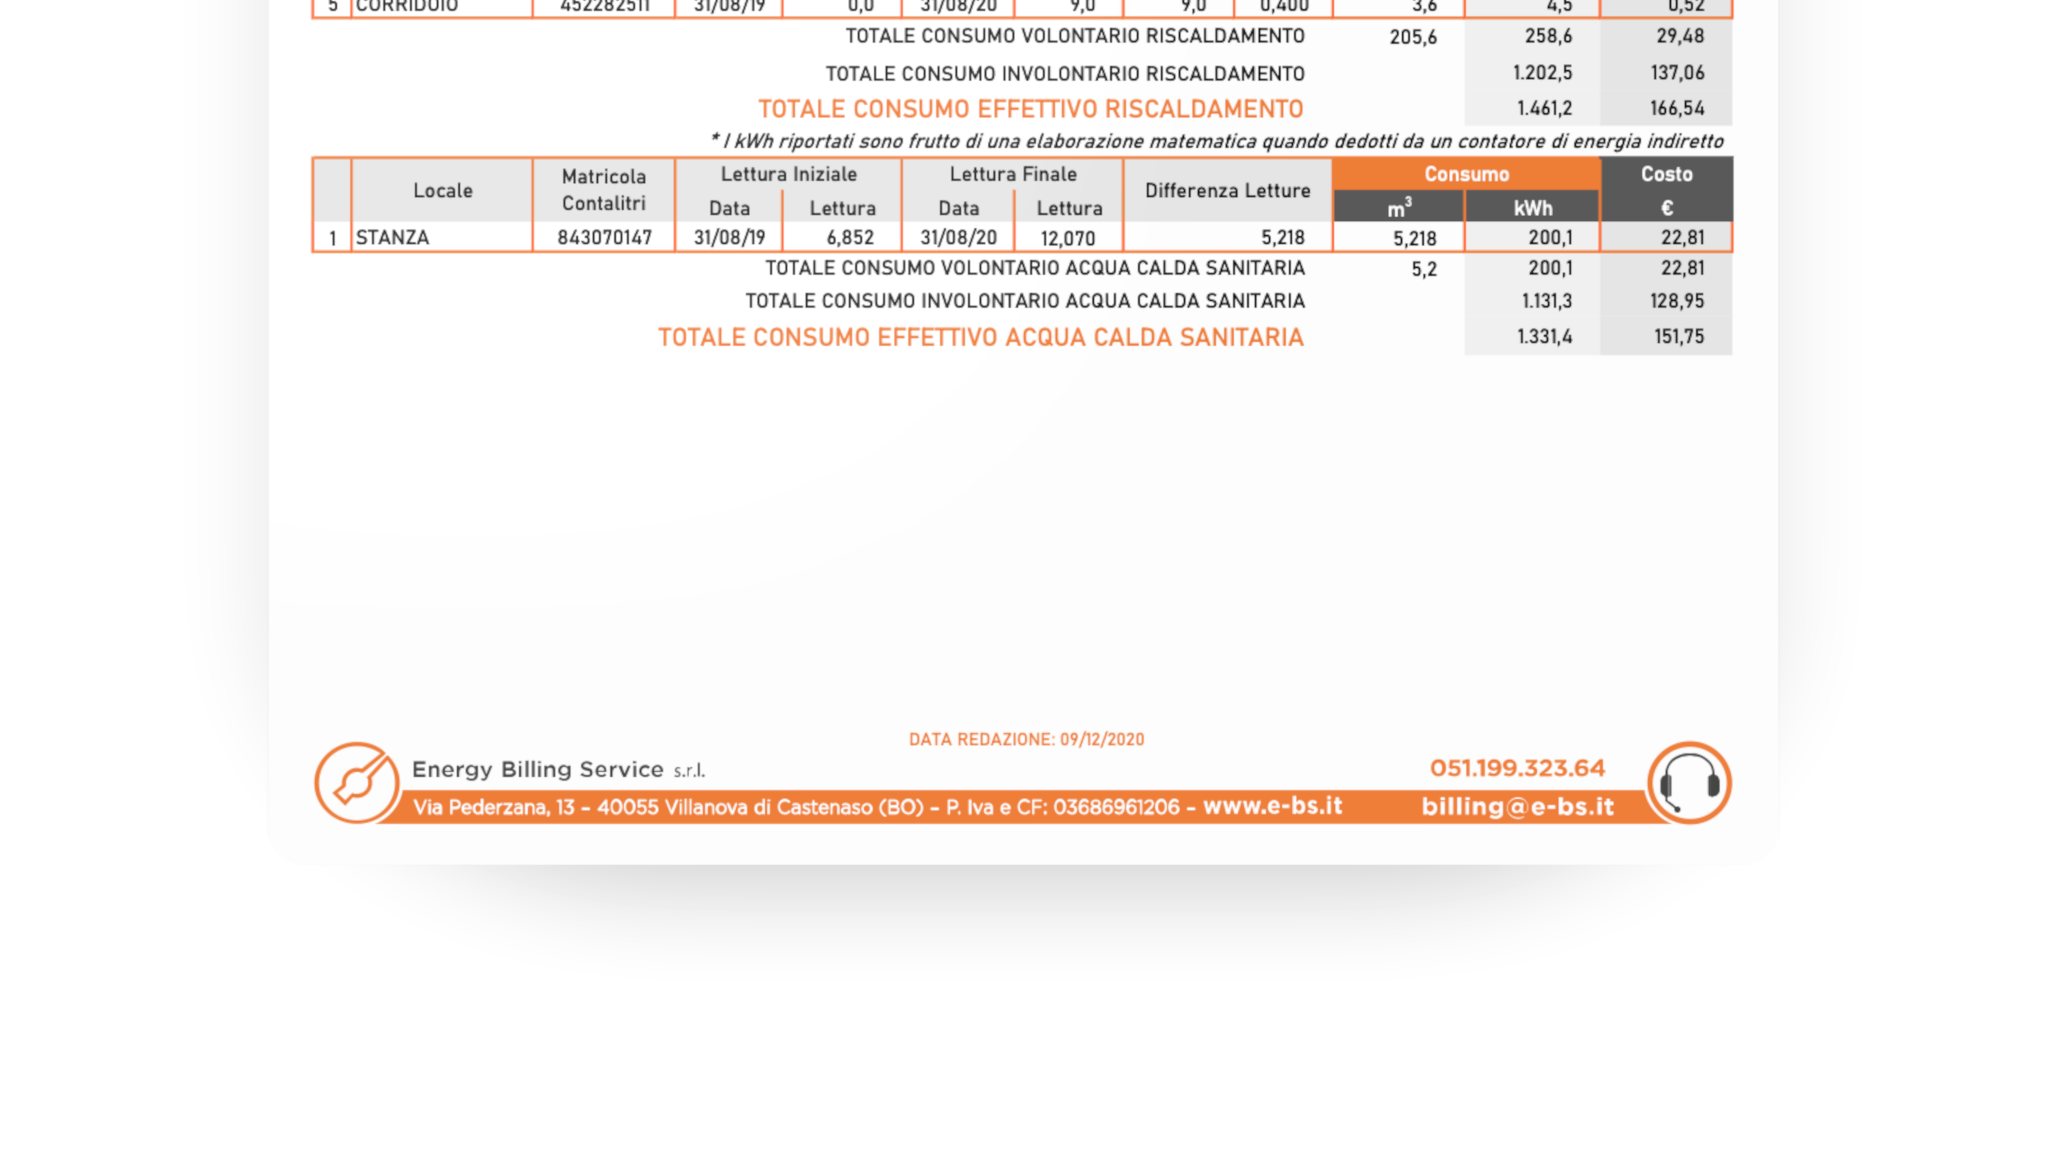 5 CORRIDOIO 452282511 31/08/19 0,0 31/08/20 9,0 9,0 0,400 3,6 4,5 0,52
TOTALE CONSUMO VOLONTARIO RISCALDAMENTO 205,6 258,6 29,48
TOTALE CONSUMO INVOLONTARIO RISCALDAMENTO 1.202,5 137,06
TOTALE CONSUMO EFFETTIVO RISCALDAMENTO 1.461,2 166,54
* I kWh riportati sono frutto di una elaborazione matematica quando dedotti da un contatore di energia indiretto
Locale Matricola Contalitri Lettura Iniziale Lettura Finale Differenza Letture Consumo Costo
Data Lettura Data Lettura m³ kWh €
1 STANZA 843070147 31/08/19 6,852 31/08/20 12,070 5,218 5,218 200,1 22,81
TOTALE CONSUMO VOLONTARIO ACQUA CALDA SANITARIA 5,2 200,1 22,81
TOTALE CONSUMO INVOLONTARIO ACQUA CALDA SANITARIA 1.131,3 128,95
TOTALE CONSUMO EFFETTIVO ACQUA CALDA SANITARIA 1.331,4 151,75
DATA REDAZIONE: 09/12/2020
Energy Billing Service s.r.l. 051.199.323.64
Via Pederzana, 13 – 40055 Villanova di Castenaso (BO) – P. Iva e CF: 03686961206 – www.e-bs.it billing@e-bs.it